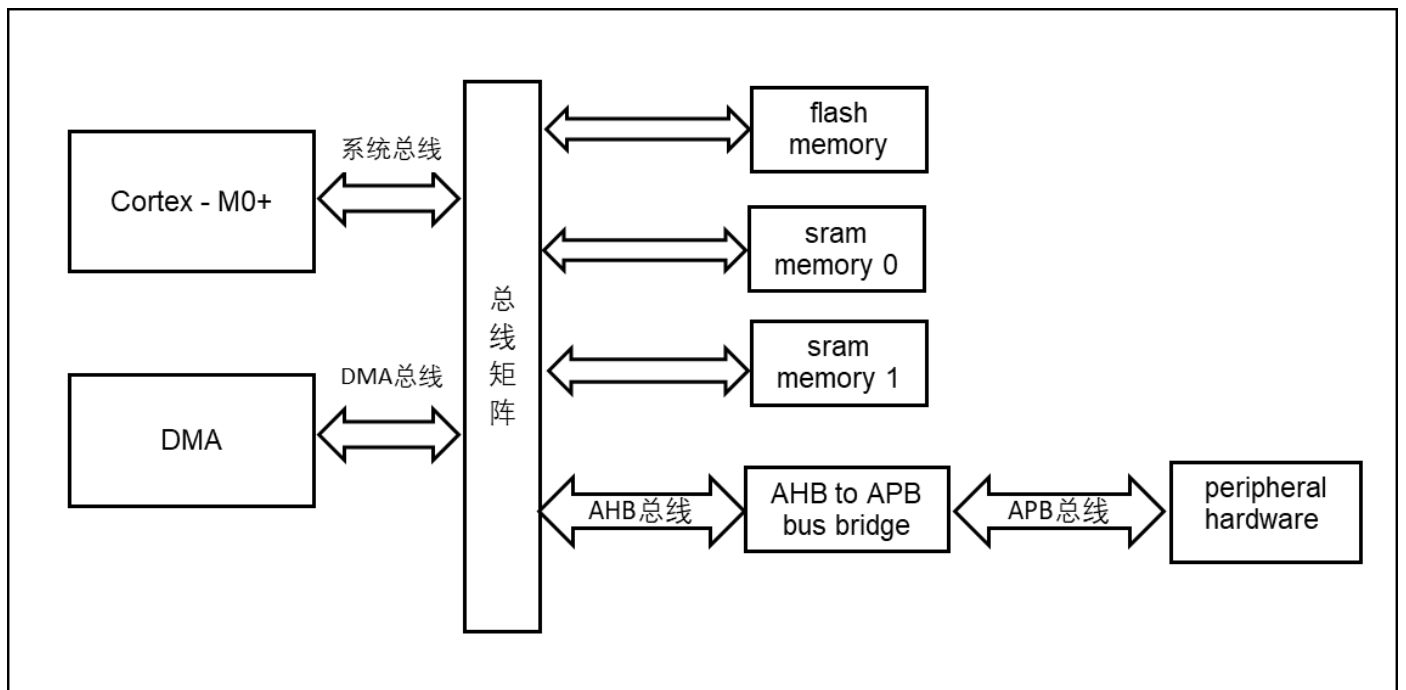 系统总线
Cortex - M0+
DMA总线
DMA
总
线
矩
阵
flash
memory
sram
memory 0
sram
memory 1
AHB总线
AHB to APB
bus bridge
APB总线
peripheral
hardware